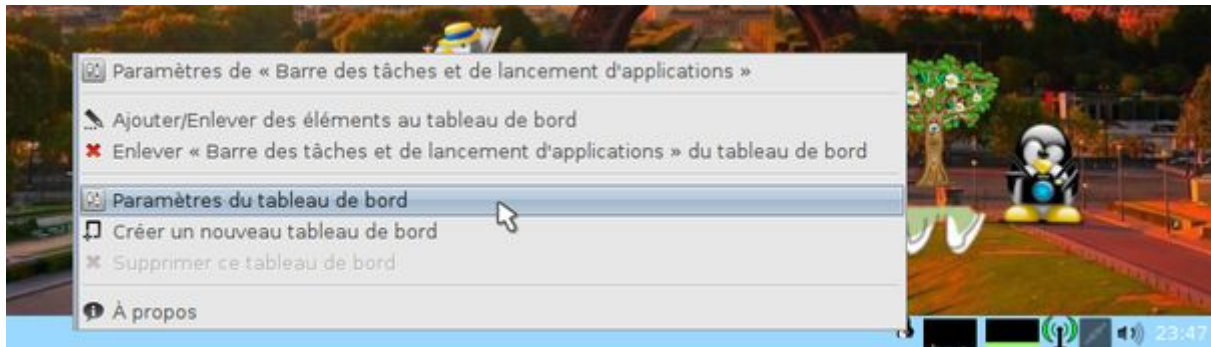 Paramètres de « Barre des tâches et de lancement d'applications »
Ajouter/Enlever des éléments au tableau de bord
Enlever « Barre des tâches et de lancement d'applications » du tableau de bord
Paramètres du tableau de bord
Créer un nouveau tableau de bord
Supprimer ce tableau de bord
À propos
23:47